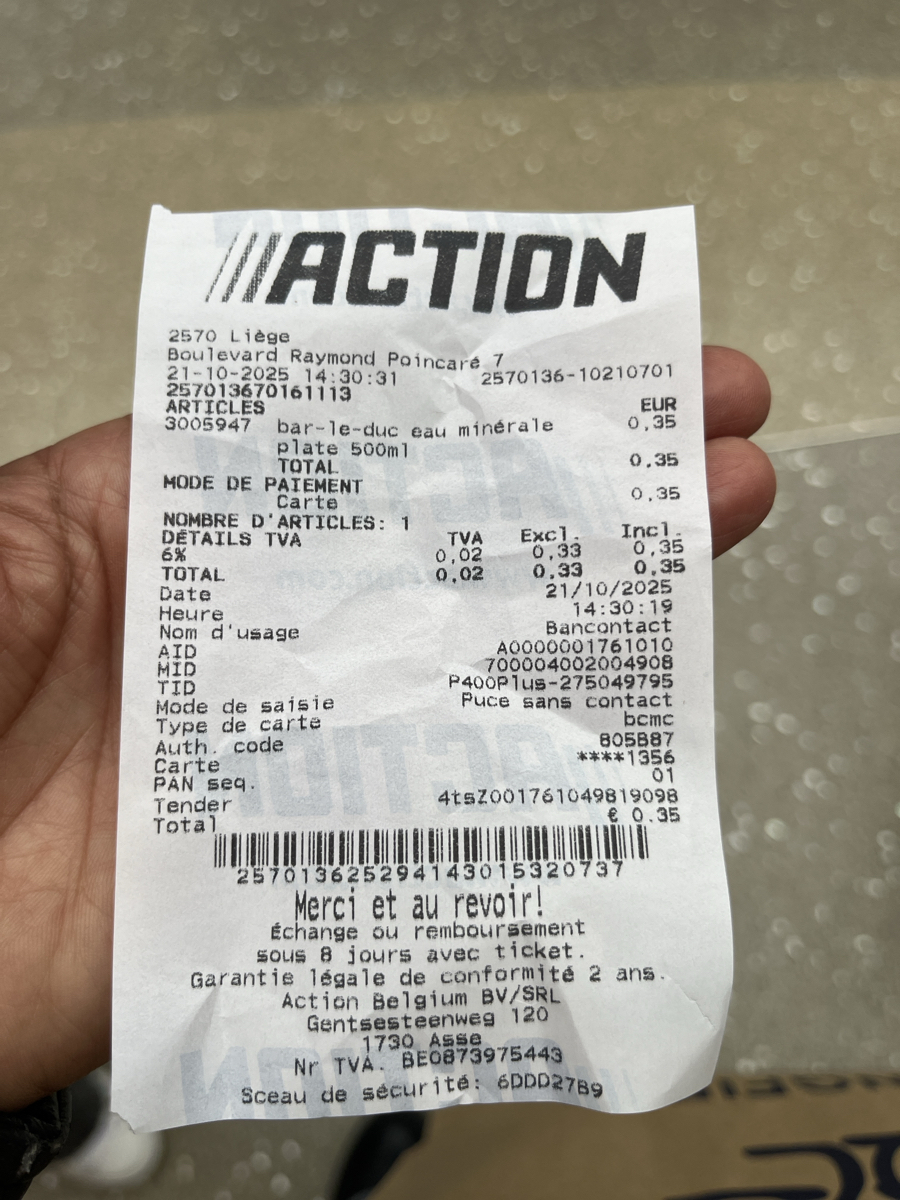 ACTION
2570 Liège
Boulevard Raymond Poincaré 7
21-10-2025 14:30:31 2570136-10210701
257013670161113
ARTICLES EUR
3005947 bar-le-duc eau minérale 0,35
plate 500ml
TOTAL 0,35
MODE DE PAIEMENT
Carte 0,35
NOMBRE D'ARTICLES: 1
DÉTAILS TVA TVA Excl. Incl.
6% 0,02 0,33 0,35
TOTAL 0,02 0,33 0,35
Date 21/10/2025
Heure 14:30:19
Nom d'usage Bancontact
AID A0000001761010
MID 700004002004908
TID P400Plus-275049795
Mode de saisie Puce sans contact
Type de carte bcmc
Auth. code 805B87
Carte ****1356
PAN seq. 01
Tender 4tsZ001761049819098
Total € 0.35
257013625294143015320737
Merci et au revoir!
Échange ou remboursement
sous 8 jours avec ticket.
Garantie légale de conformité 2 ans.
Action Belgium BV/SRL
Gentsesteenweg 120
1730 Asse
Nr TVA. BE0873975443
Sceau de sécurité: 6DDD27B9